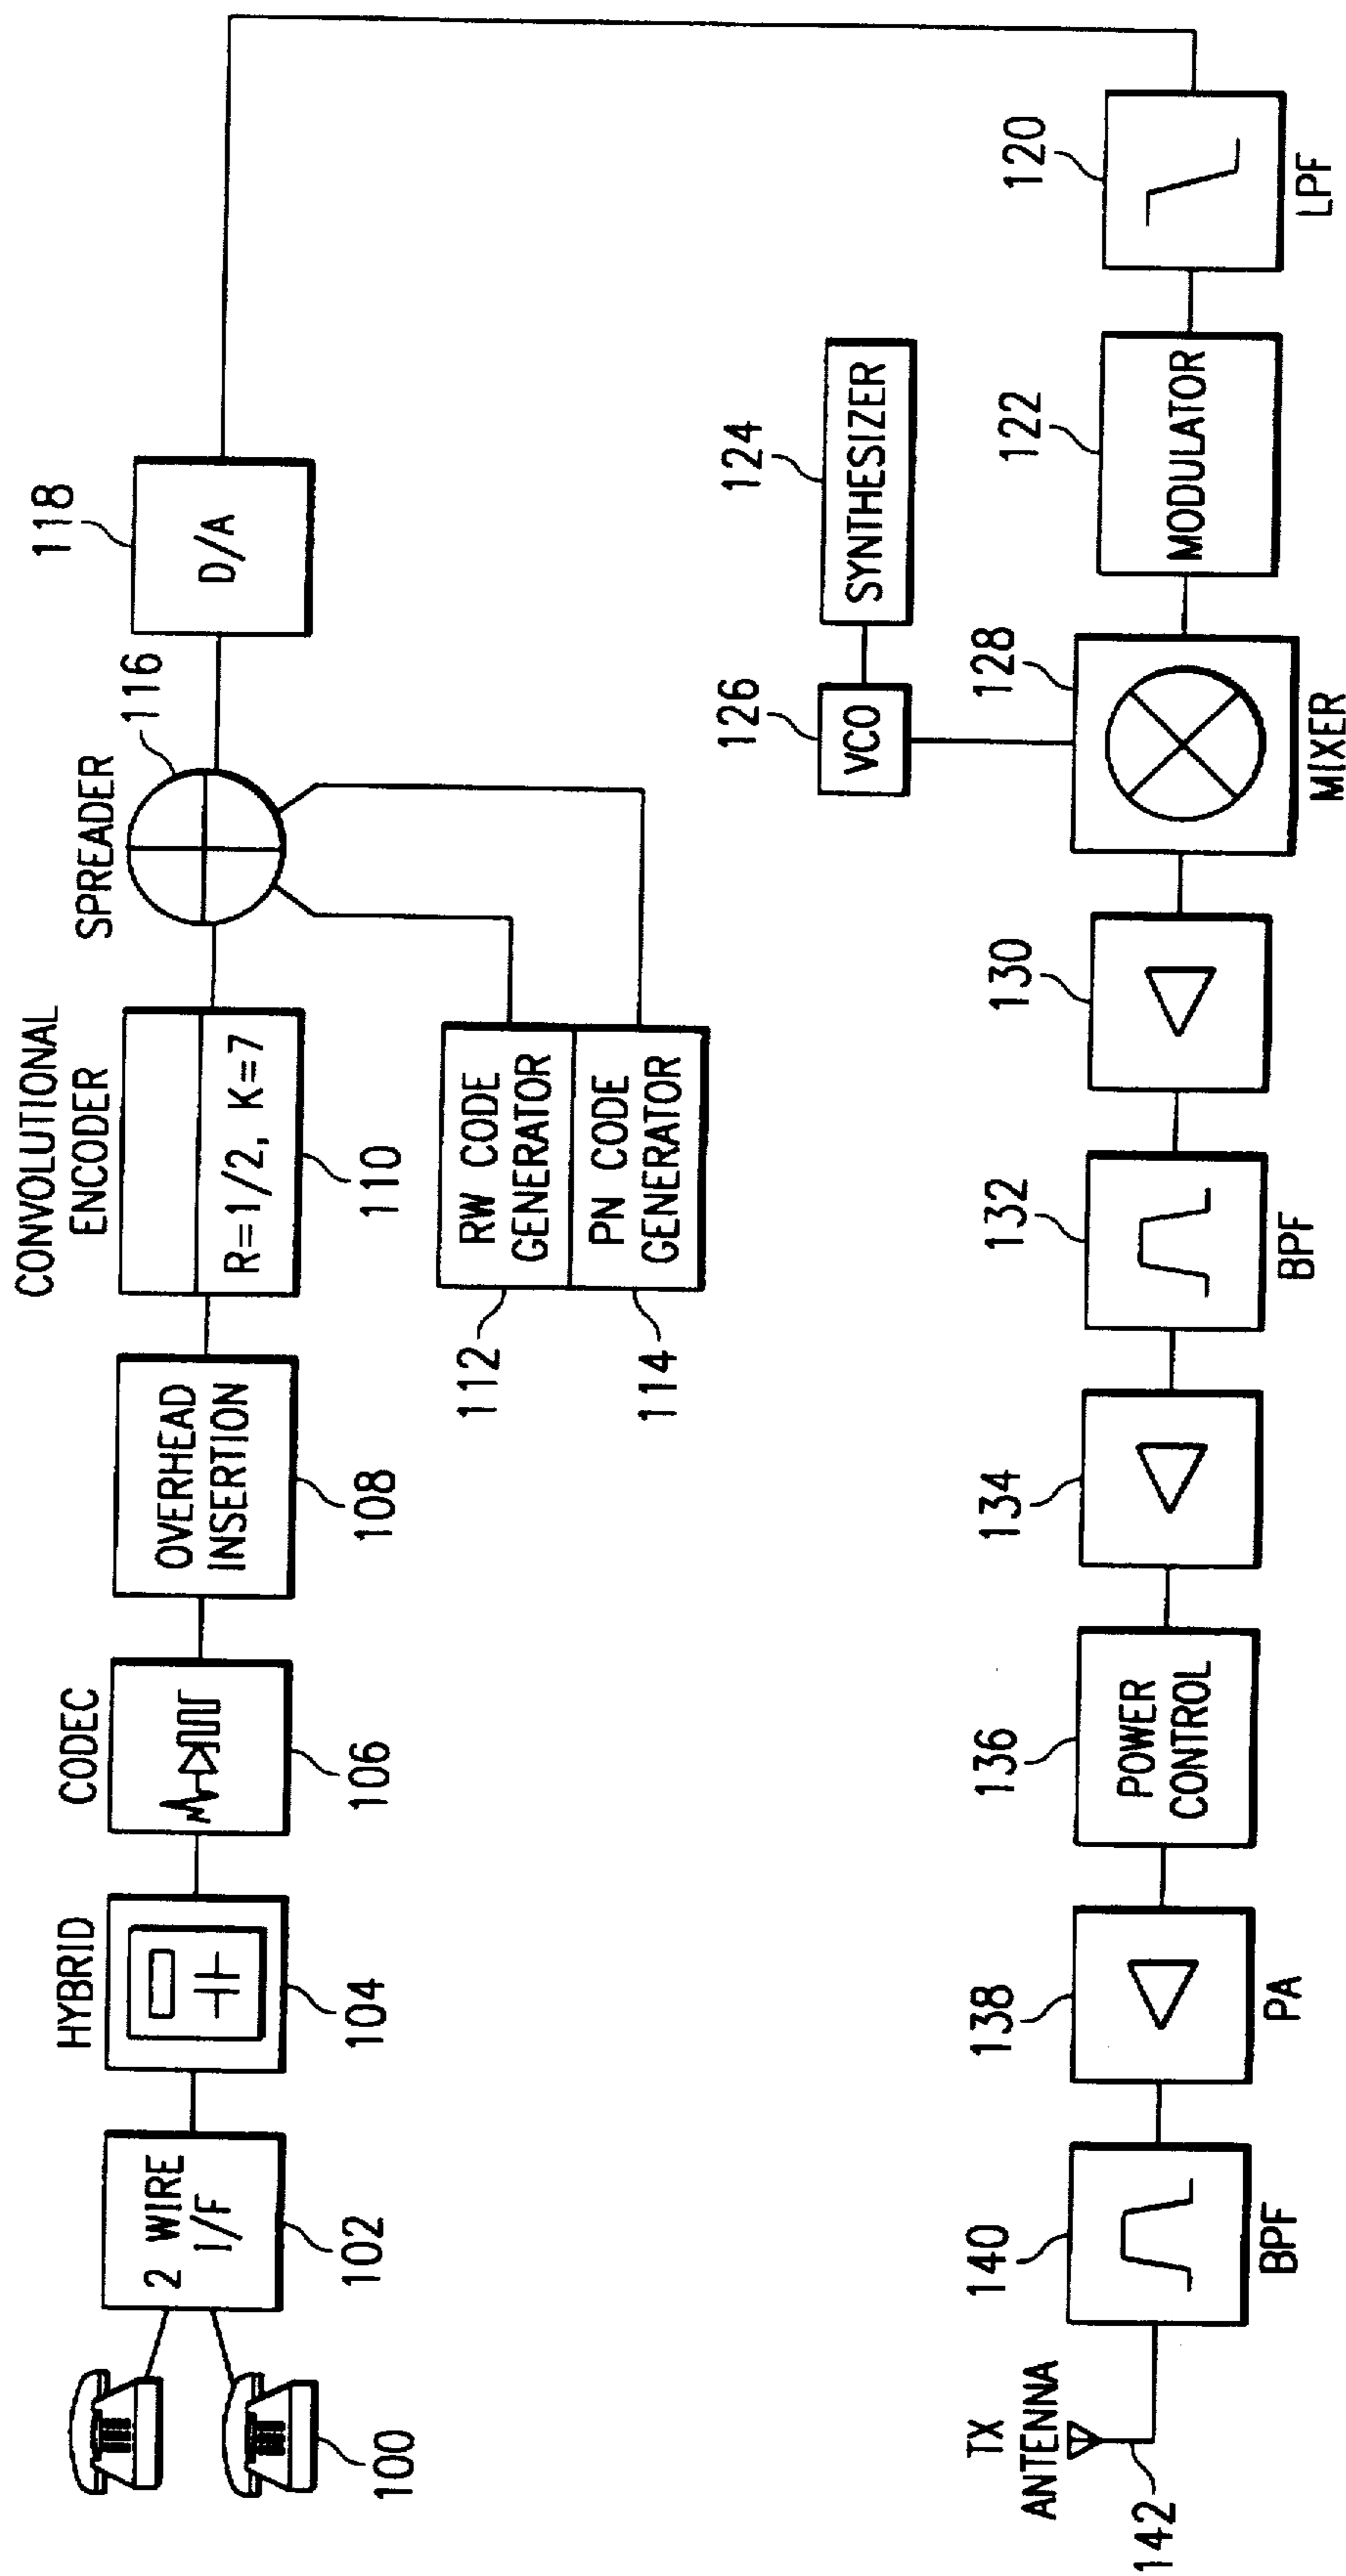 CONVOLUTIONAL
ENCODER
SPREADER
116
118
HYBRID
CODEC
2 WIRE
I/F
OVERHEAD
INSERTION
R=1/2, K=7
D/A
100
102
104
106
108
110
RW CODE
GENERATOR
PN CODE
GENERATOR
112
114
124
SYNTHESIZER
126
VCO
TX
ANTENNA
142
140
138
136
134
132
130
128
122
120
POWER
CONTROL
MODULATOR
BPF
PA
BPF
MIXER
LPF